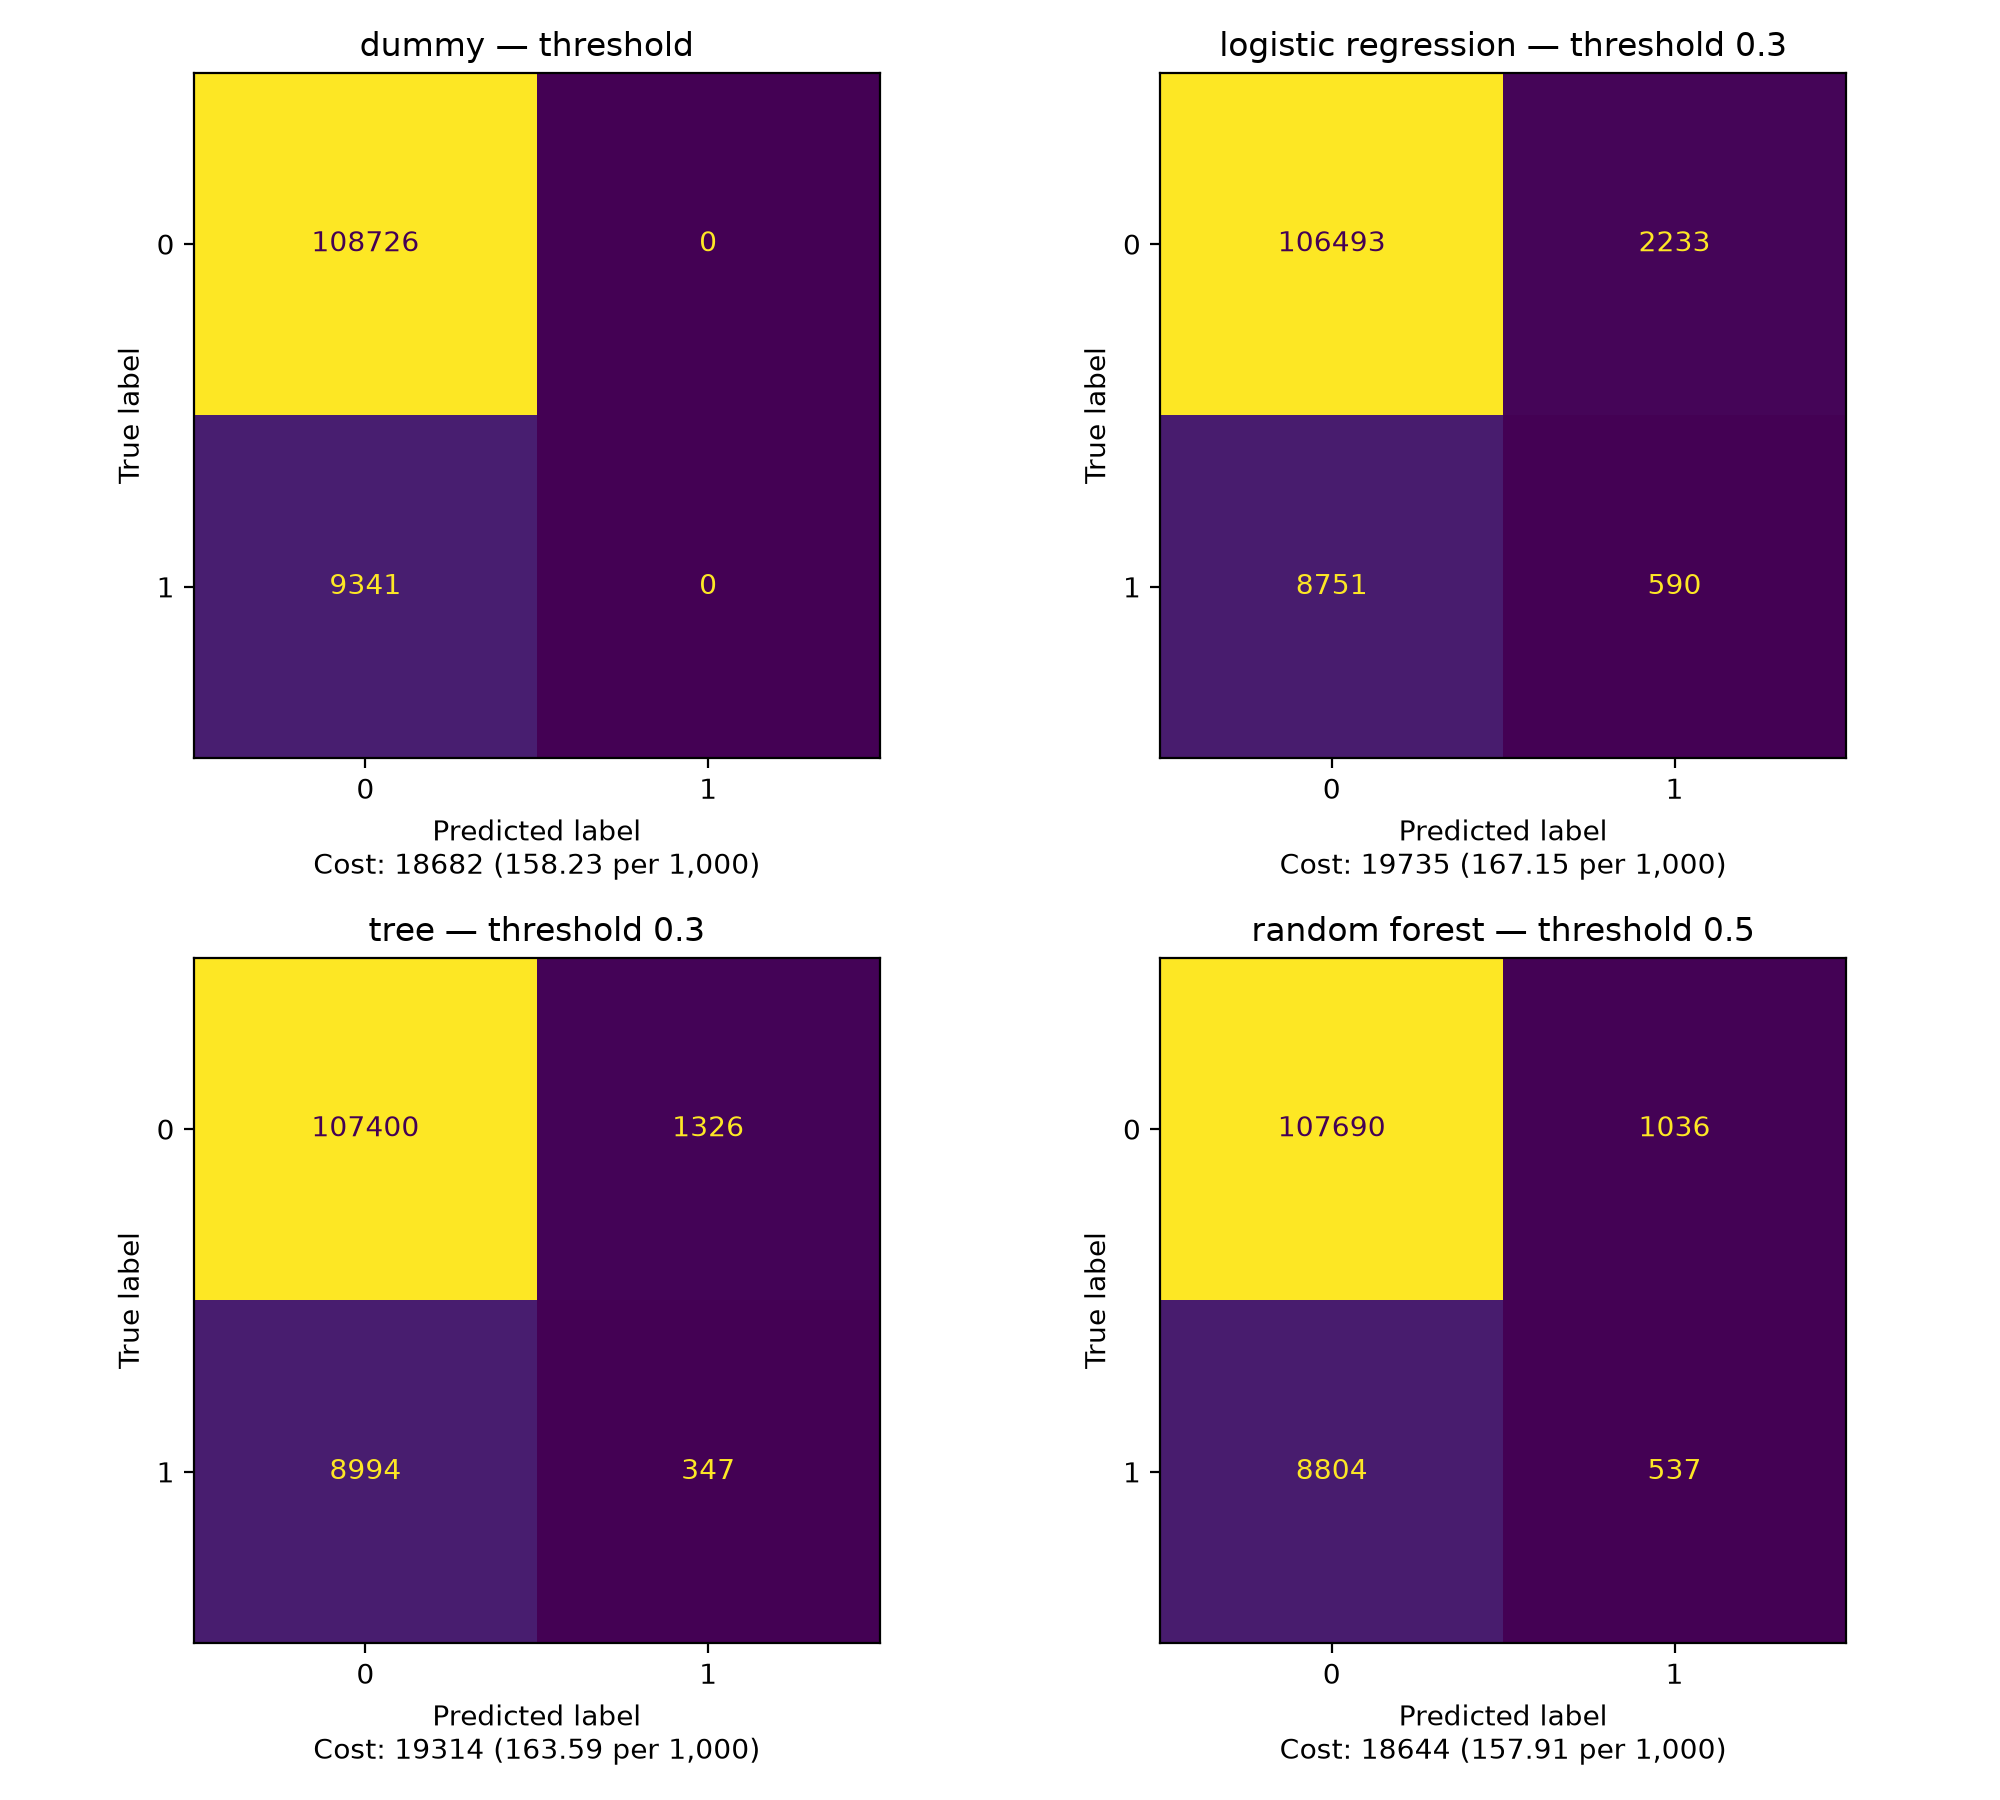 dummy — threshold
0
108726
0
True label
1
9341
0
0
1
Predicted label
Cost: 18682 (158.23 per 1,000)
logistic regression — threshold 0.3
0
106493
2233
True label
1
8751
590
0
1
Predicted label
Cost: 19735 (167.15 per 1,000)
tree — threshold 0.3
0
107400
1326
True label
1
8994
347
0
1
Predicted label
Cost: 19314 (163.59 per 1,000)
random forest — threshold 0.5
0
107690
1036
True label
1
8804
537
0
1
Predicted label
Cost: 18644 (157.91 per 1,000)